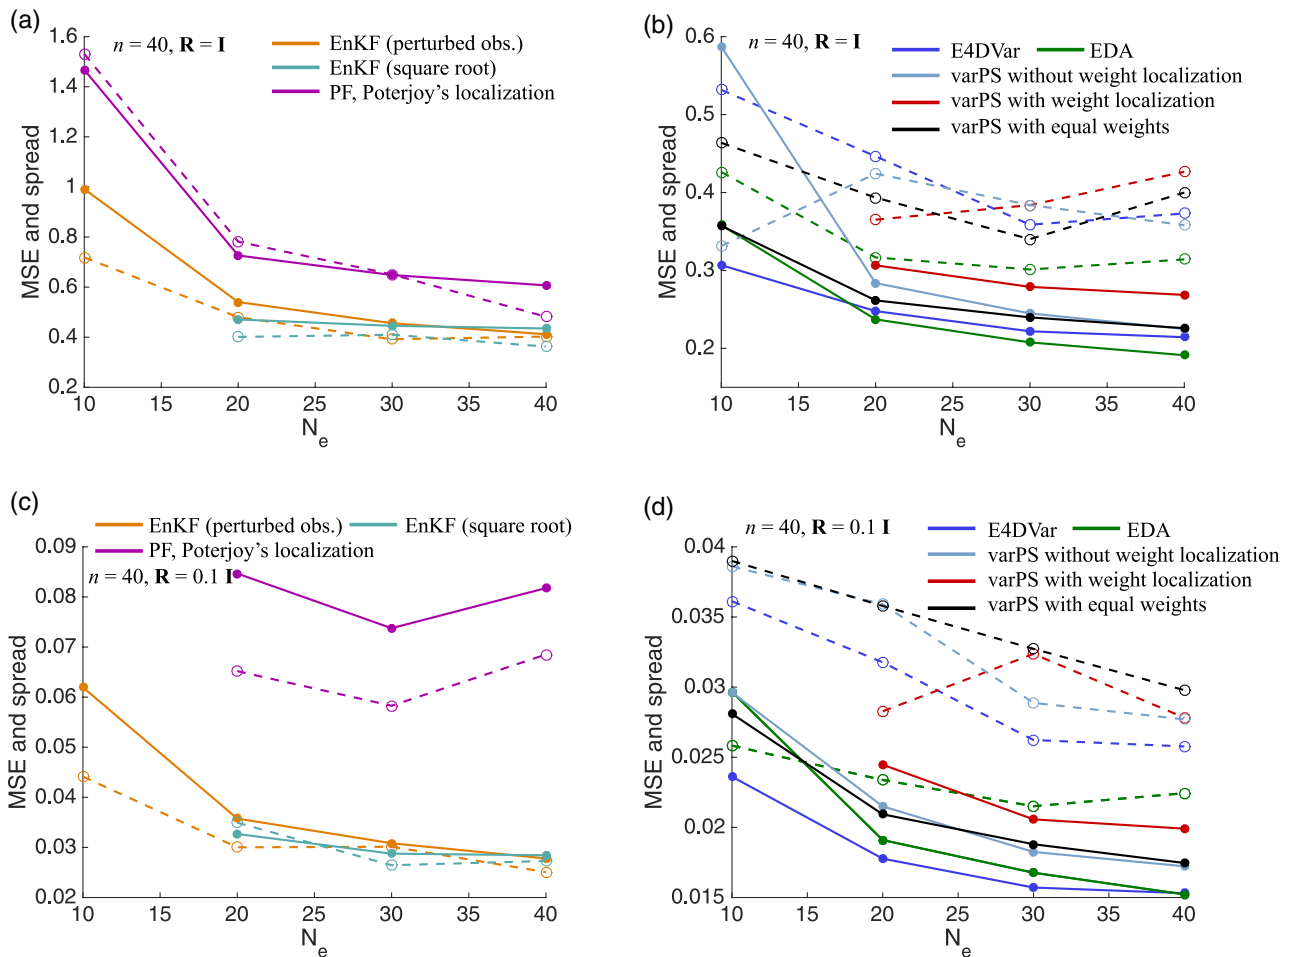 (a)
n = 40, R = I
EnKF (perturbed obs.)
EnKF (square root)
PF, Poterjoy's localization
MSE and spread
1.6
1.4
1.2
1
0.8
0.6
0.4
0.2
10 15 20 25 30 35 40
N_e
(b)
n = 40, R = I
E4DVar EDA
varPS without weight localization
varPS with weight localization
varPS with equal weights
MSE and spread
0.6
0.5
0.4
0.3
0.2
10 15 20 25 30 35 40
N_e
(c)
EnKF (perturbed obs.) EnKF (square root)
PF, Poterjoy's localization
n = 40, R = 0.1 I
MSE and spread
0.09
0.08
0.07
0.06
0.05
0.04
0.03
0.02
10 15 20 25 30 35 40
N_e
(d)
n = 40, R = 0.1 I
E4DVar EDA
varPS without weight localization
varPS with weight localization
varPS with equal weights
MSE and spread
0.04
0.035
0.03
0.025
0.02
0.015
10 15 20 25 30 35 40
N_e